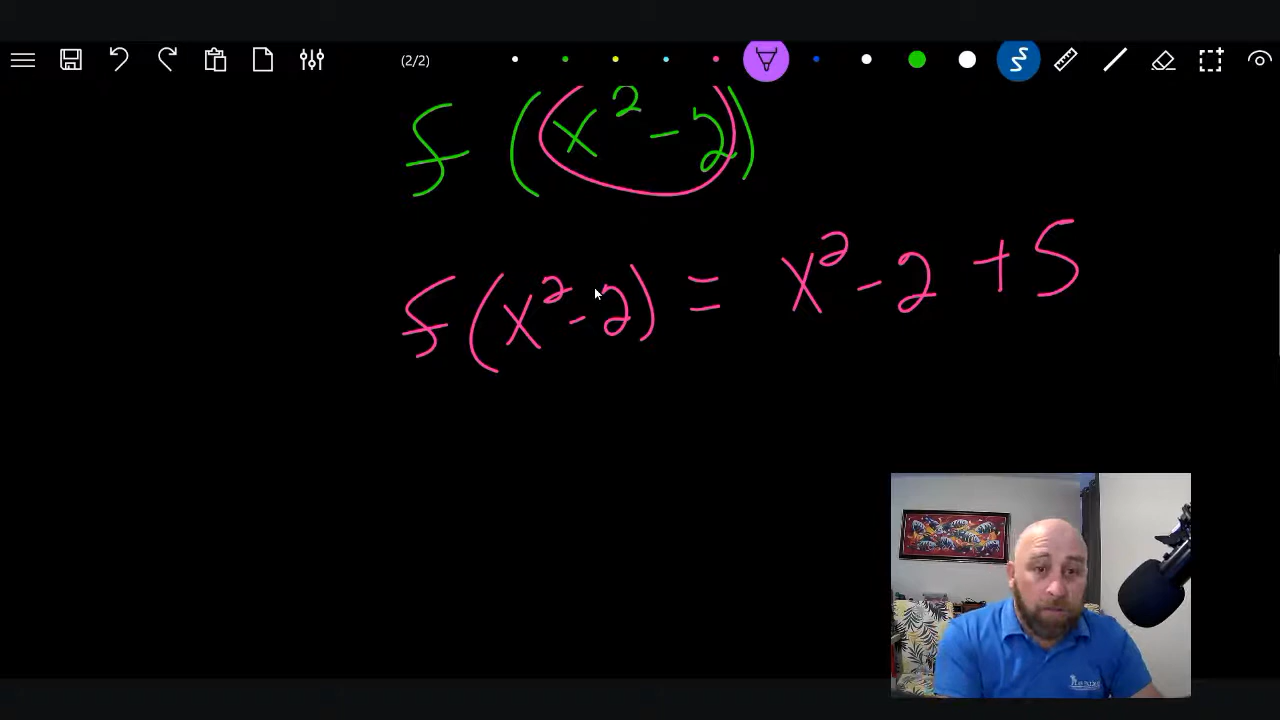 (2/2)
f (x² - 2)
f(x² - 2) = x² - 2 + 5